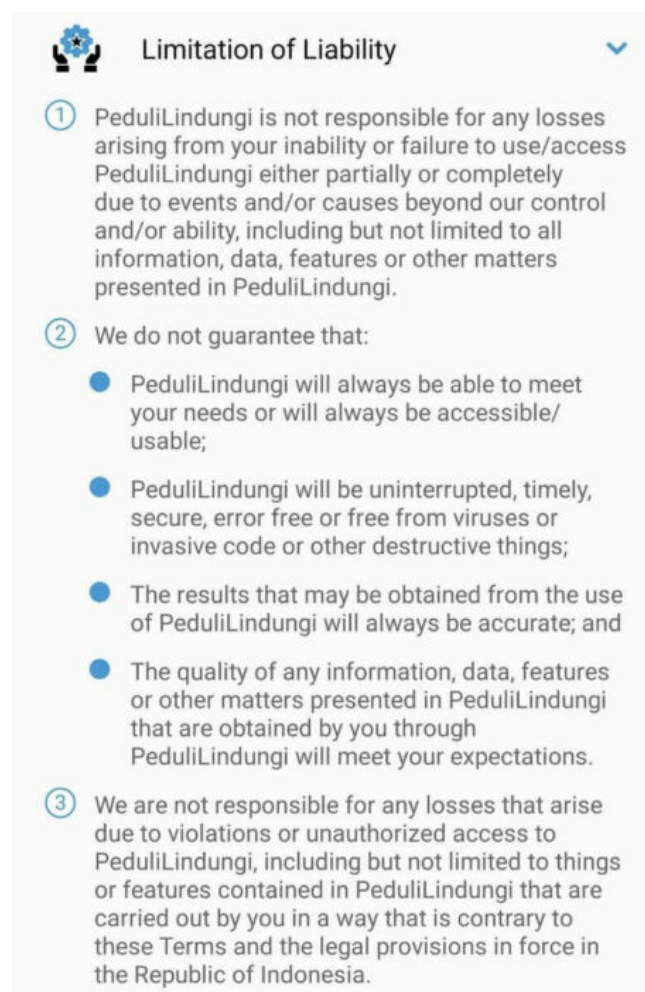 Limitation of Liability
1 PeduliLindungi is not responsible for any losses
arising from your inability or failure to use/access
PeduliLindungi either partially or completely
due to events and/or causes beyond our control
and/or ability, including but not limited to all
information, data, features or other matters
presented in PeduliLindungi.
2 We do not guarantee that:
PeduliLindungi will always be able to meet
your needs or will always be accessible/
usable;
PeduliLindungi will be uninterrupted, timely,
secure, error free or free from viruses or
invasive code or other destructive things;
The results that may be obtained from the use
of PeduliLindungi will always be accurate; and
The quality of any information, data, features
or other matters presented in PeduliLindungi
that are obtained by you through
PeduliLindungi will meet your expectations.
3 We are not responsible for any losses that arise
due to violations or unauthorized access to
PeduliLindungi, including but not limited to things
or features contained in PeduliLindungi that are
carried out by you in a way that is contrary to
these Terms and the legal provisions in force in
the Republic of Indonesia.